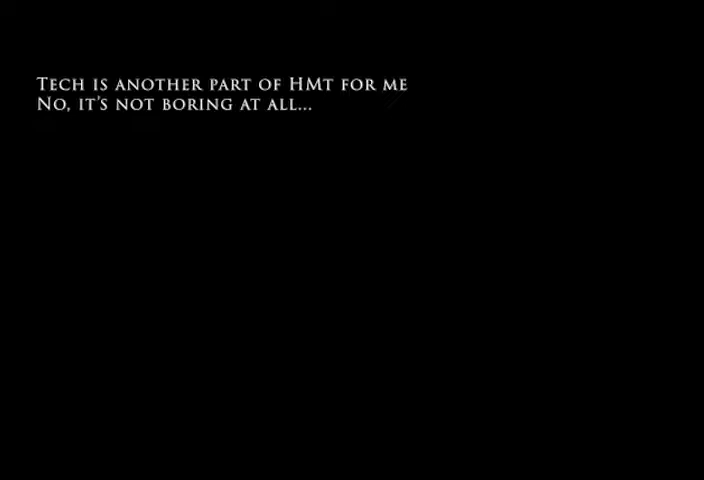 Tech is another part of HMt for me
No, it's not boring at all...